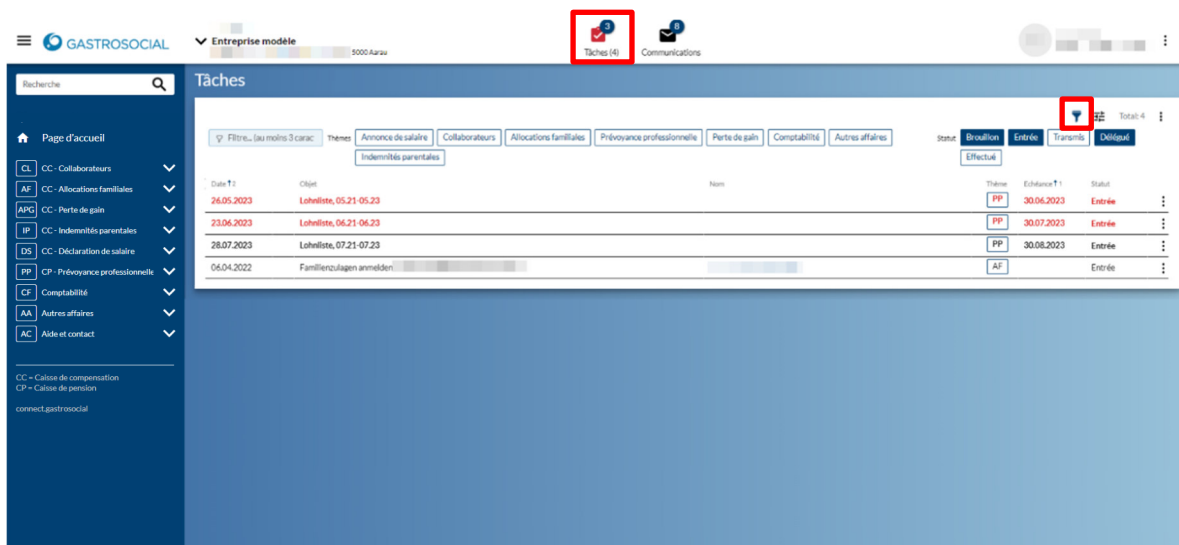 GASTROSOCIAL
Entreprise modèle
5000 Aarau
3
Tâches (4)
8
Communications
Recherche
Tâches
Total: 4
Filtre... (au moins 3 carac
Thèmes
Annonce de salaire
Collaborateurs
Allocations familiales
Prévoyance professionnelle
Perte de gain
Comptabilité
Autres affaires
Indemnités parentales
Statut
Brouillon
Entrée
Transmis
Délégué
Effectué
Date 2 Objet Nom Thème Echéance 1 Statut
26.05.2023 Lohnliste, 05.21-05.23 PP 30.06.2023 Entrée
23.06.2023 Lohnliste, 06.21-06.23 PP 30.07.2023 Entrée
28.07.2023 Lohnliste, 07.21-07.23 PP 30.08.2023 Entrée
06.04.2022 Familienzulagen anmelden AF Entrée
Page d'accueil
CL CC - Collaborateurs
AF CC - Allocations familiales
APG CC - Perte de gain
IP CC - Indemnités parentales
DS CC - Déclaration de salaire
PP CP - Prévoyance professionnelle
CF Comptabilité
AA Autres affaires
AC Aide et contact
CC = Caisse de compensation
CP = Caisse de pension
connect.gastrosocial